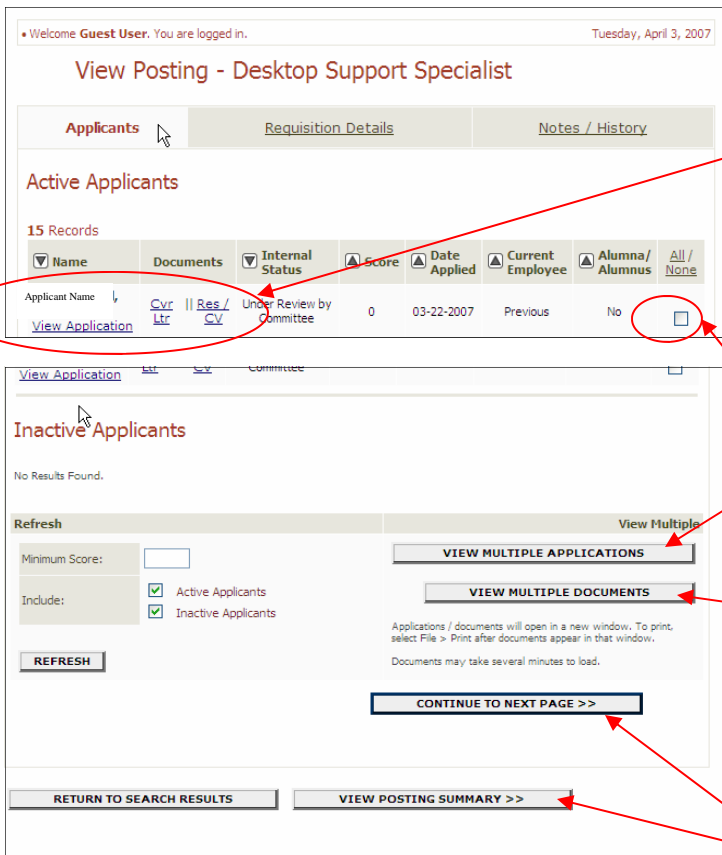 • Welcome Guest User. You are logged in. Tuesday, April 3, 2007
View Posting - Desktop Support Specialist
Applicants Requisition Details Notes / History
Active Applicants
15 Records
Name Documents Internal Status Score Date Applied Current Employee Alumna/ Alumnus All / None
Applicant Name
View Application Cvr Ltr || Res / CV Under Review by Committee 0 03-22-2007 Previous No
View Application Ltr CV Committee
Inactive Applicants
No Results Found.
Refresh View Multiple
Minimum Score:
Include:
Active Applicants
Inactive Applicants
REFRESH
VIEW MULTIPLE APPLICATIONS
VIEW MULTIPLE DOCUMENTS
Applications / documents will open in a new window. To print,
select File > Print after documents appear in that window.
Documents may take several minutes to load.
CONTINUE TO NEXT PAGE >>
RETURN TO SEARCH RESULTS VIEW POSTING SUMMARY >>